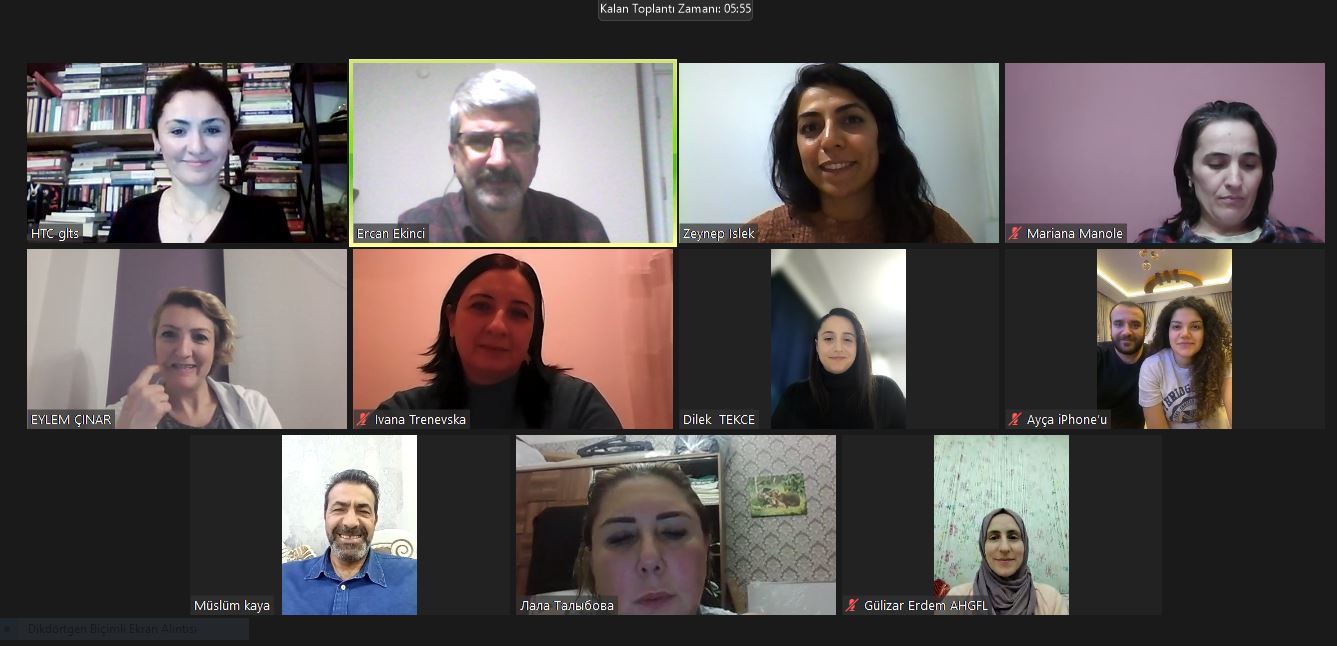 Kalan Toplantı Zamanı: 05:55
HTC glts
Ercan Ekinci
Zeynep Islek
Mariana Manole
EYLEM ÇINAR
Ivana Trenevska
Dilek TEKCE
Ayça iPhone'u
Müslüm kaya
Лала Талыбова
Gülizar Erdem AHGFL
Dikdörtgen Biçimli Ekran Alıntısı